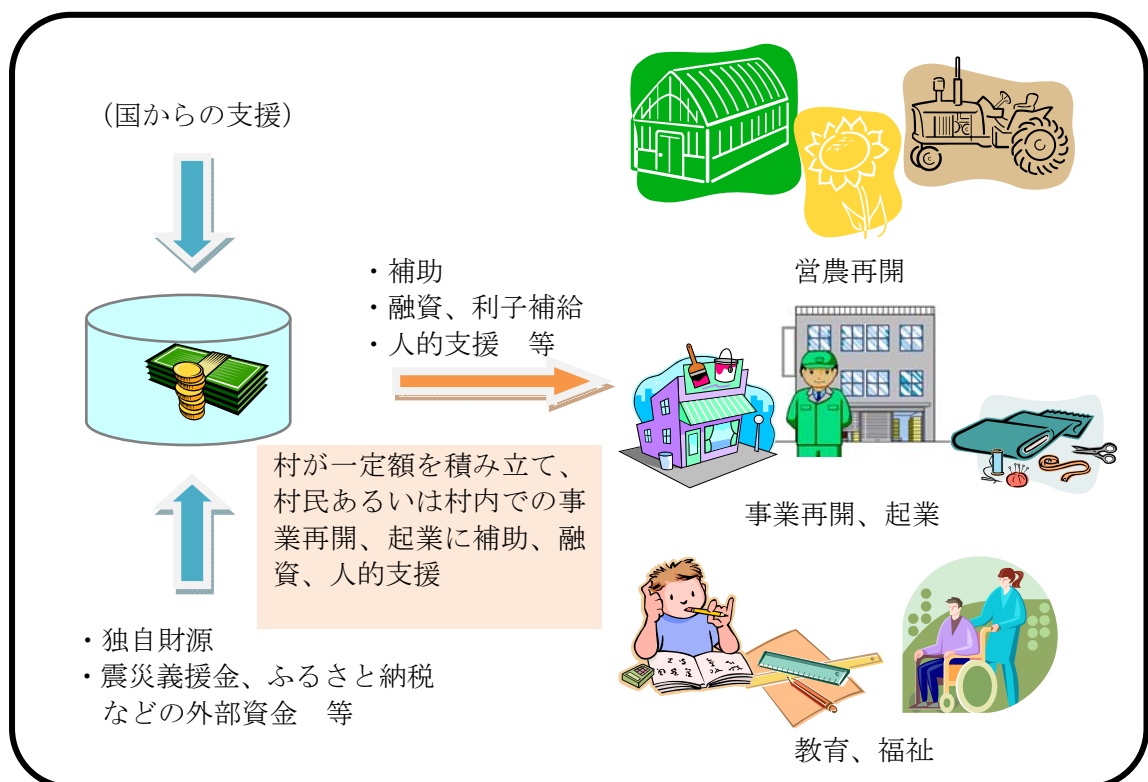 (国からの支援)
・補助
・融資、利子補給
・人的支援　等
村が一定額を積み立て、
村民あるいは村内での事
業再開、起業に補助、融
資、人的支援
・独自財源
・震災義援金、ふるさと納税
などの外部資金　等
営農再開
事業再開、起業
教育、福祉